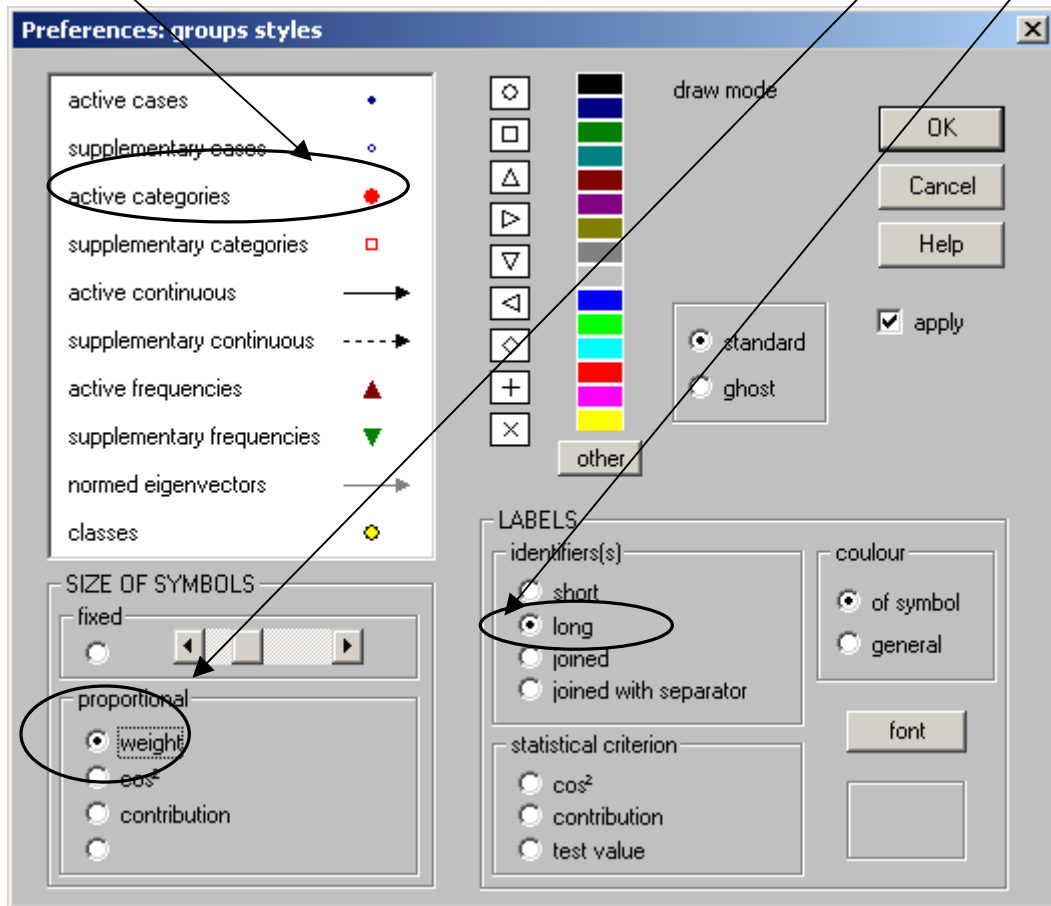 Preferences: groups styles
active cases
supplementary cases
active categories
supplementary categories
active continuous
supplementary continuous
active frequencies
supplementary frequencies
normed eigenvectors
classes
other
draw mode
standard
ghost
OK
Cancel
Help
apply
SIZE OF SYMBOLS
fixed
proportional
weight
cos²
contribution
LABELS
identifiers(s)
short
long
joined
joined with separator
statistical criterion
cos²
contribution
test value
coulour
of symbol
general
font